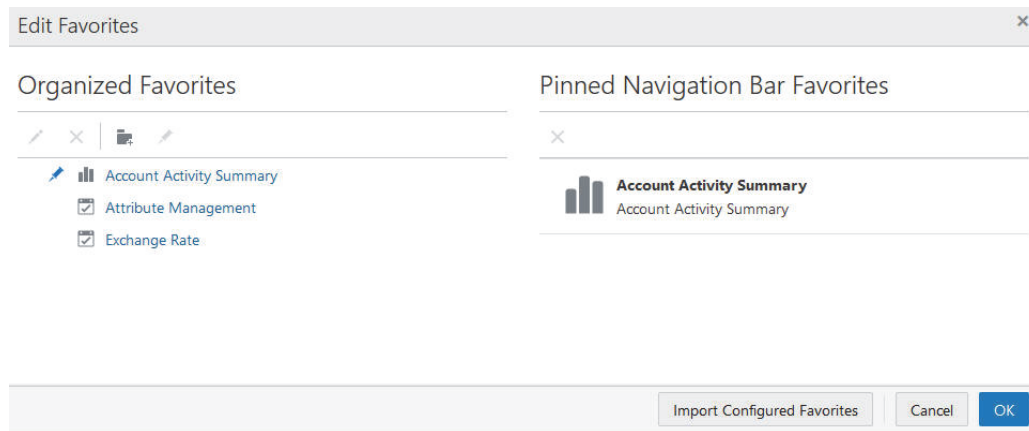 Edit Favorites
Organized Favorites
Account Activity Summary
Attribute Management
Exchange Rate
Pinned Navigation Bar Favorites
Account Activity Summary
Account Activity Summary
Import Configured Favorites
Cancel
OK